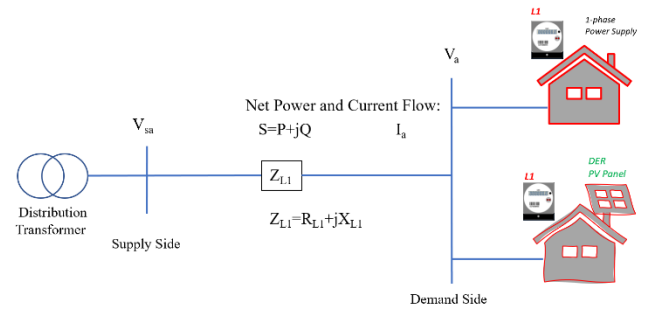 L1
1-phase
Power Supply
Va
Net Power and Current Flow:
S=P+jQ Ia
Vsa
ZL1
DER
PV Panel
L1
Distribution
Transformer
ZL1=RL1+jXL1
Supply Side
Demand Side